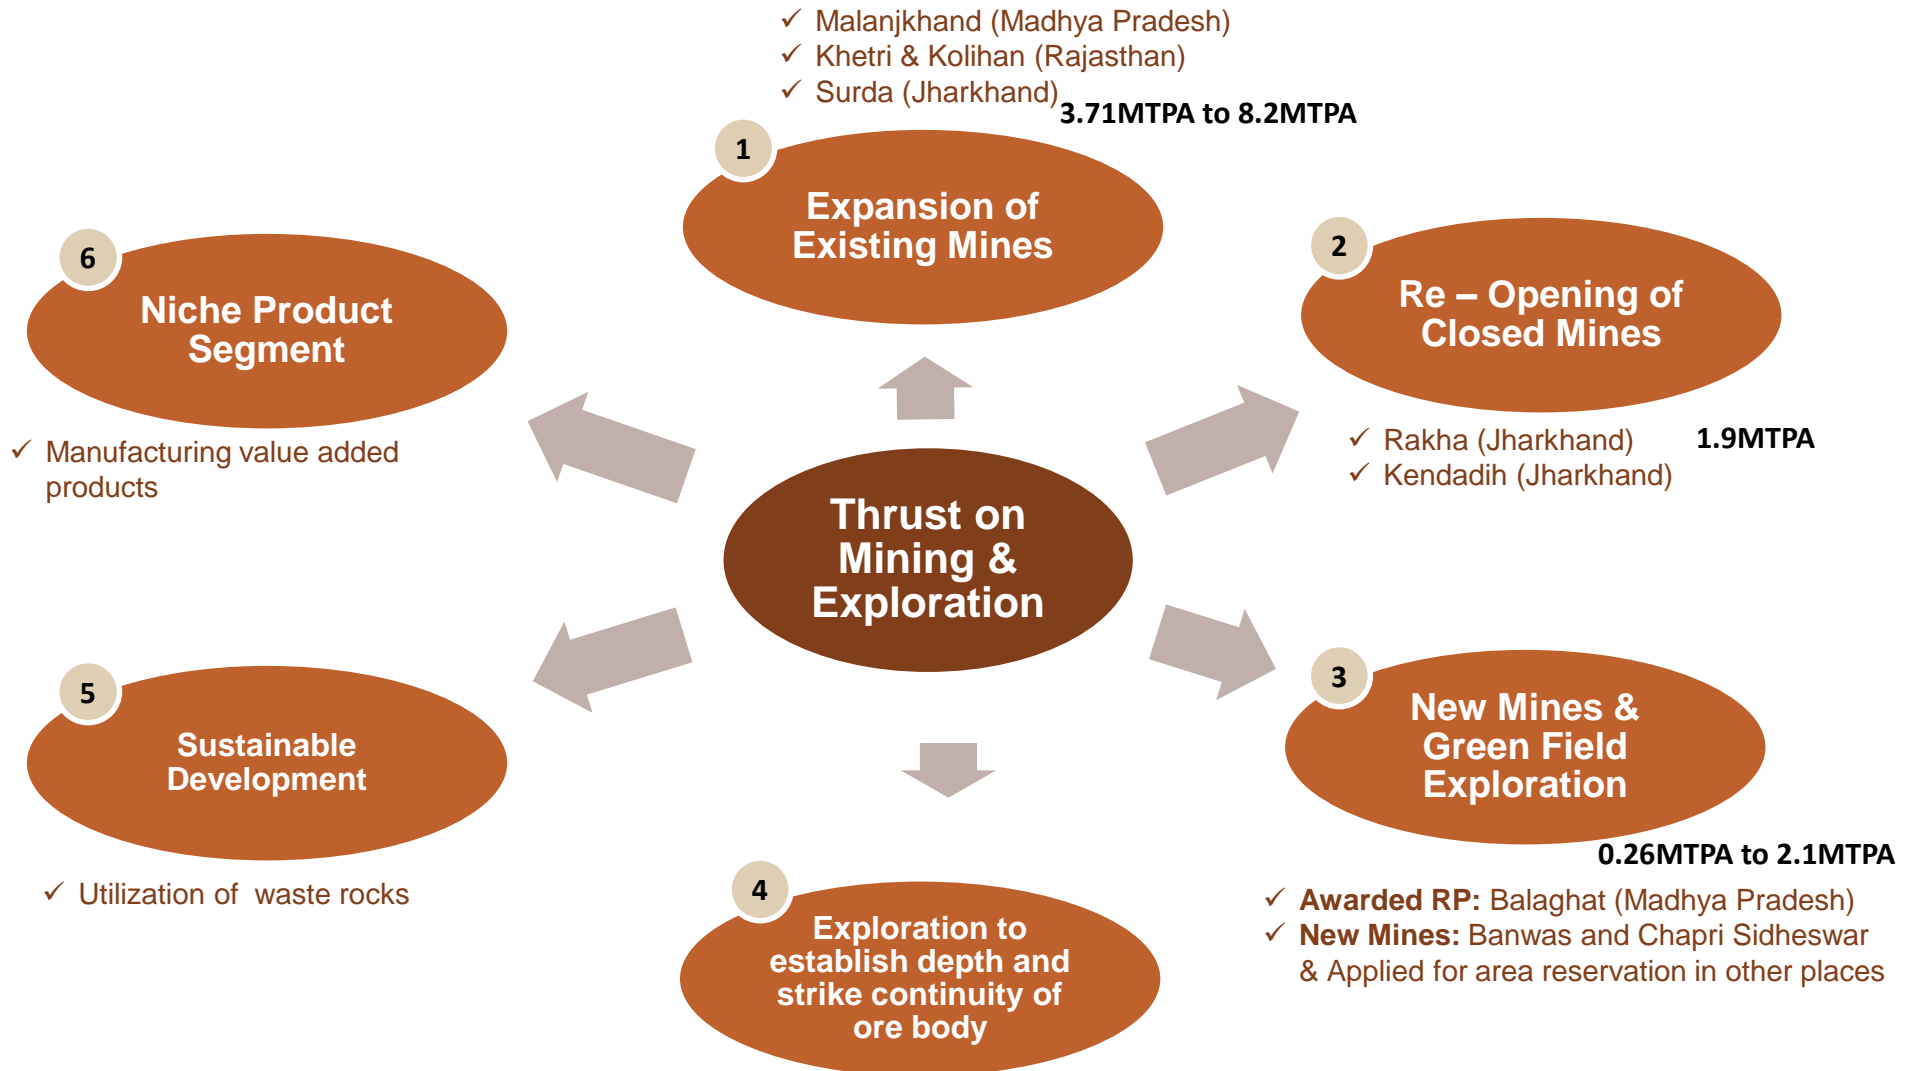 ✓ Malanjkhand (Madhya Pradesh)
✓ Khetri & Kolihan (Rajasthan)
✓ Surda (Jharkhand)
3.71MTPA to 8.2MTPA
1
Expansion of
Existing Mines
2
Re – Opening of
Closed Mines
✓ Rakha (Jharkhand)
1.9MTPA
✓ Kendadih (Jharkhand)
6
Niche Product
Segment
✓ Manufacturing value added
products
Thrust on
Mining &
Exploration
3
New Mines &
Green Field
Exploration
0.26MTPA to 2.1MTPA
✓ Awarded RP: Balaghat (Madhya Pradesh)
✓ New Mines: Banwas and Chapri Sidheswar
& Applied for area reservation in other places
5
Sustainable
Development
✓ Utilization of  waste rocks
4
Exploration to
establish depth and
strike continuity of
ore body